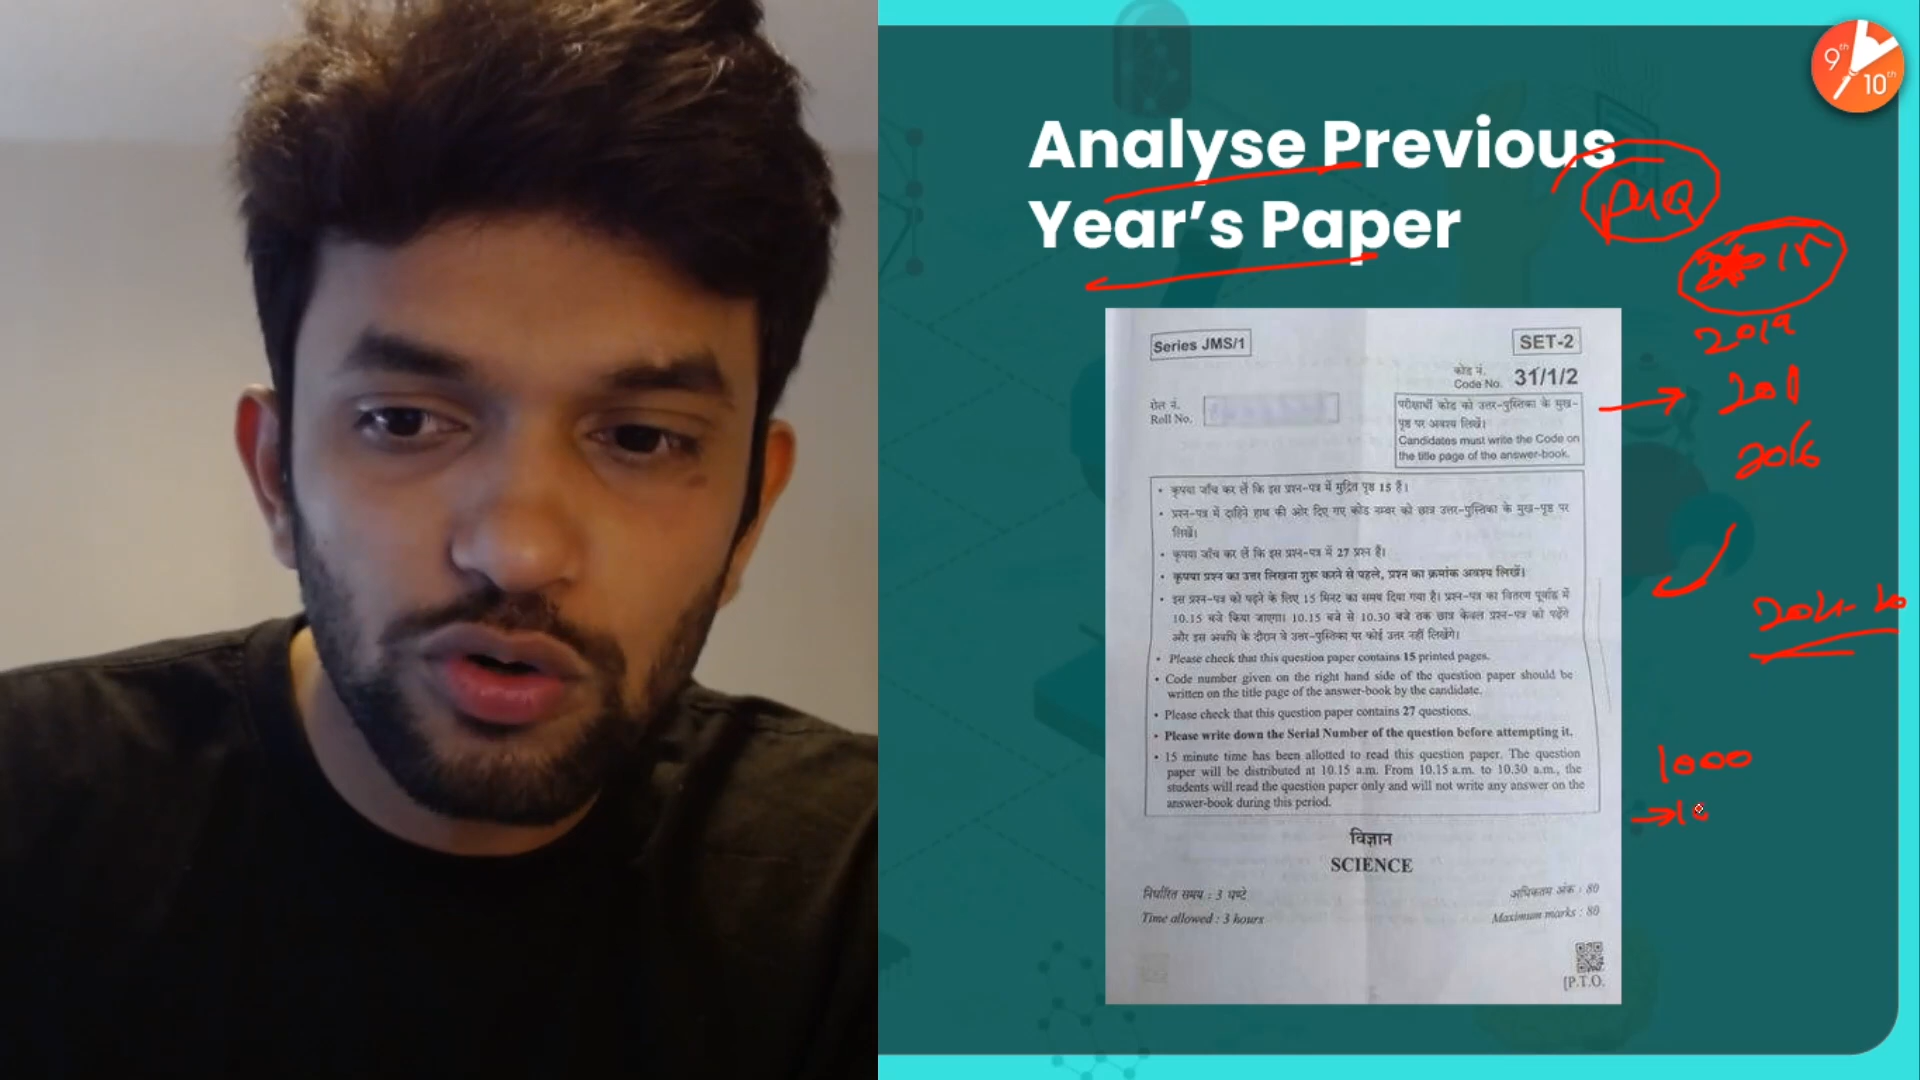 Analyse Previous
Year's Paper
9th
10th
PYQ
2019
201
2016
1000
Series JMS/1
SET-2
कोड नं.
Code No. 31/1/2
रोल नं.
Roll No.
परीक्षार्थी कोड को उत्तर-पुस्तिका के मुख-
पृष्ठ पर अवश्य लिखें।
Candidates must write the Code on
the title page of the answer-book.
• कृपया जाँच कर लें कि इस प्रश्न-पत्र में मुद्रित पृष्ठ 15 हैं।
• प्रश्न-पत्र में दाहिने हाथ की ओर दिए गए कोड नम्बर को छात्र उत्तर-पुस्तिका के मुख-पृष्ठ पर
लिखें।
• कृपया जाँच कर लें कि इस प्रश्न-पत्र में 27 प्रश्न हैं।
• कृपया प्रश्न का उत्तर लिखना शुरू करने से पहले, प्रश्न का क्रमांक अवश्य लिखें।
• इस प्रश्न-पत्र को पढ़ने के लिए 15 मिनट का समय दिया गया है। प्रश्न-पत्र का वितरण पूर्वाह्न में
10.15 बजे किया जाएगा। 10.15 बजे से 10.30 बजे तक छात्र केवल प्रश्न-पत्र को पढ़ेंगे
और इस अवधि के दौरान वे उत्तर-पुस्तिका पर कोई उत्तर नहीं लिखेंगे।
• Please check that this question paper contains 15 printed pages.
• Code number given on the right hand side of the question paper should be
written on the title page of the answer-book by the candidate.
• Please check that this question paper contains 27 questions.
• Please write down the Serial Number of the question before attempting it.
• 15 minute time has been allotted to read this question paper. The question
paper will be distributed at 10.15 a.m. From 10.15 a.m. to 10.30 a.m., the
students will read the question paper only and will not write any answer on the
answer-book during this period.
विज्ञान
SCIENCE
निर्धारित समय : 3 घण्टे
अधिकतम अंक : 80
Time allowed : 3 hours
Maximum marks : 80
[P.T.O.